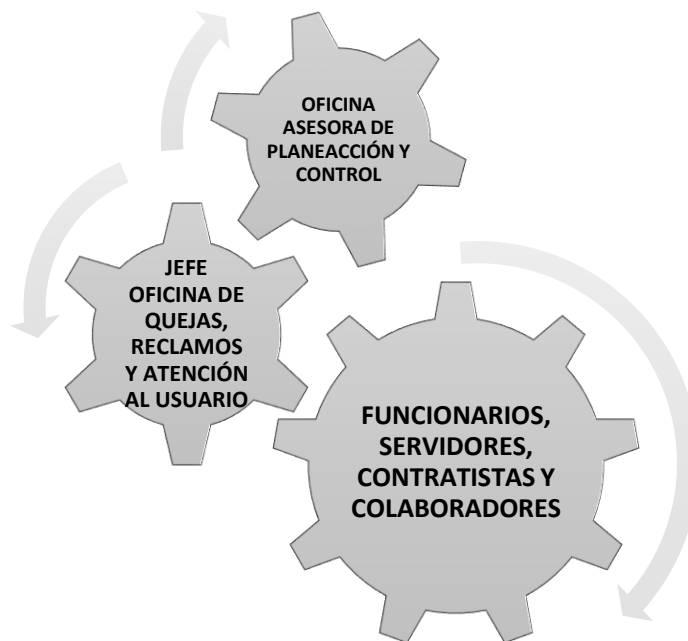 OFICINA
ASESORA DE
PLANEACCIÓN Y
CONTROL
JEFE
OFICINA DE
QUEJAS,
RECLAMOS
Y ATENCIÓN
AL USUARIO
FUNCIONARIOS,
SERVIDORES,
CONTRATISTAS Y
COLABORADORES